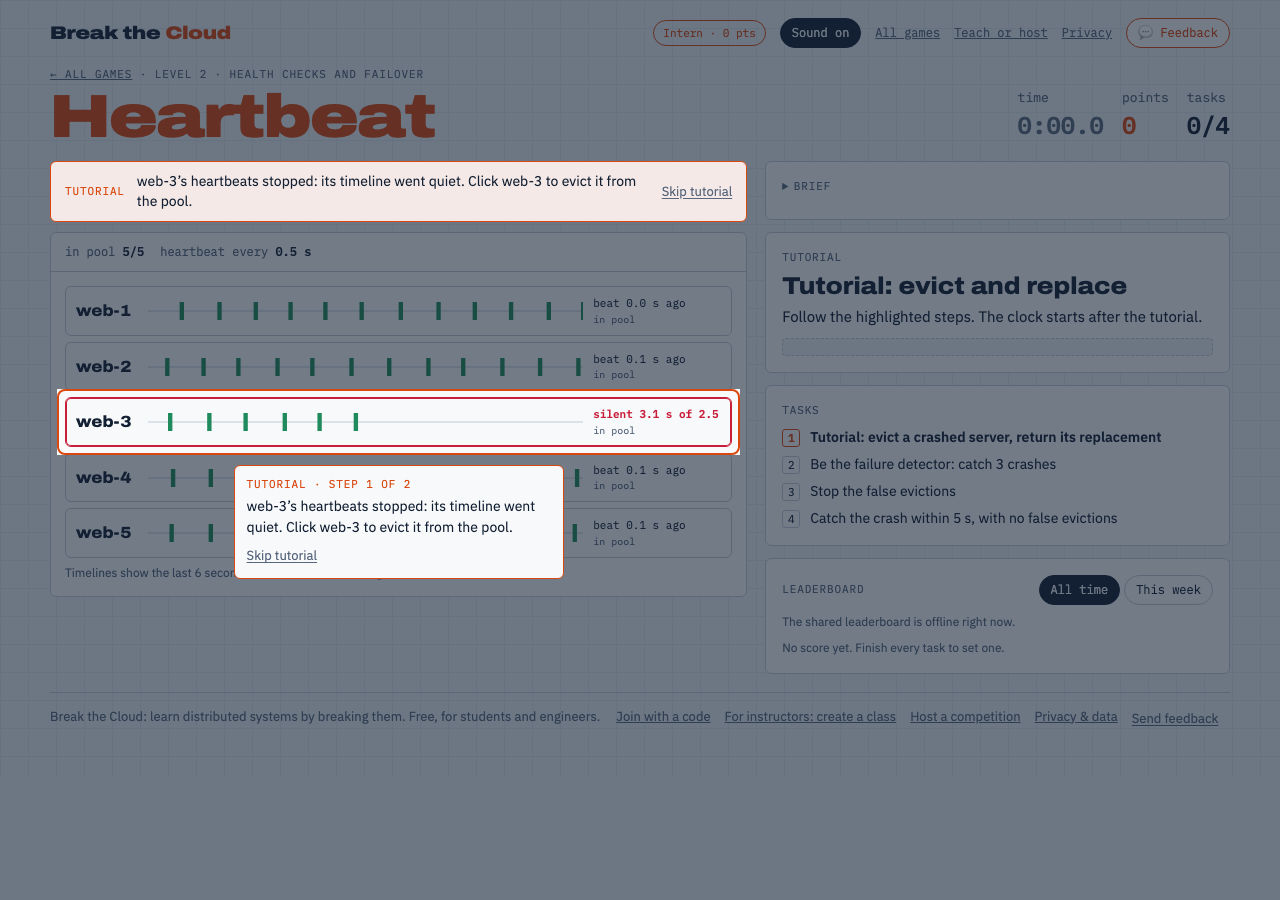 Break the Cloud
Intern · 0 pts
Sound on
All games
Teach or host
Privacy
💬 Feedback
← ALL GAMES · LEVEL 2 · HEALTH CHECKS AND FAILOVER
Heartbeat
time
0:00.0
points
0
tasks
0/4
TUTORIAL
web-3’s heartbeats stopped: its timeline went quiet. Click web-3 to evict it from
the pool.
Skip tutorial
in pool 5/5 heartbeat every 0.5 s
web-1
beat 0.0 s ago
in pool
web-2
beat 0.1 s ago
in pool
web-3
silent 3.1 s of 2.5
in pool
web-4
beat 0.1 s ago
in pool
web-5
beat 0.1 s ago
in pool
Timelines show the last 6
TUTORIAL · STEP 1 OF 2
web-3’s heartbeats stopped: its timeline went
quiet. Click web-3 to evict it from the pool.
Skip tutorial
▶ BRIEF
TUTORIAL
Tutorial: evict and replace
Follow the highlighted steps. The clock starts after the tutorial.
TASKS
1 Tutorial: evict a crashed server, return its replacement
2 Be the failure detector: catch 3 crashes
3 Stop the false evictions
4 Catch the crash within 5 s, with no false evictions
LEADERBOARD
All time
This week
The shared leaderboard is offline right now.
No score yet. Finish every task to set one.
Break the Cloud: learn distributed systems by breaking them. Free, for students and engineers.
Join with a code
For instructors: create a class
Host a competition
Privacy & data
Send feedback